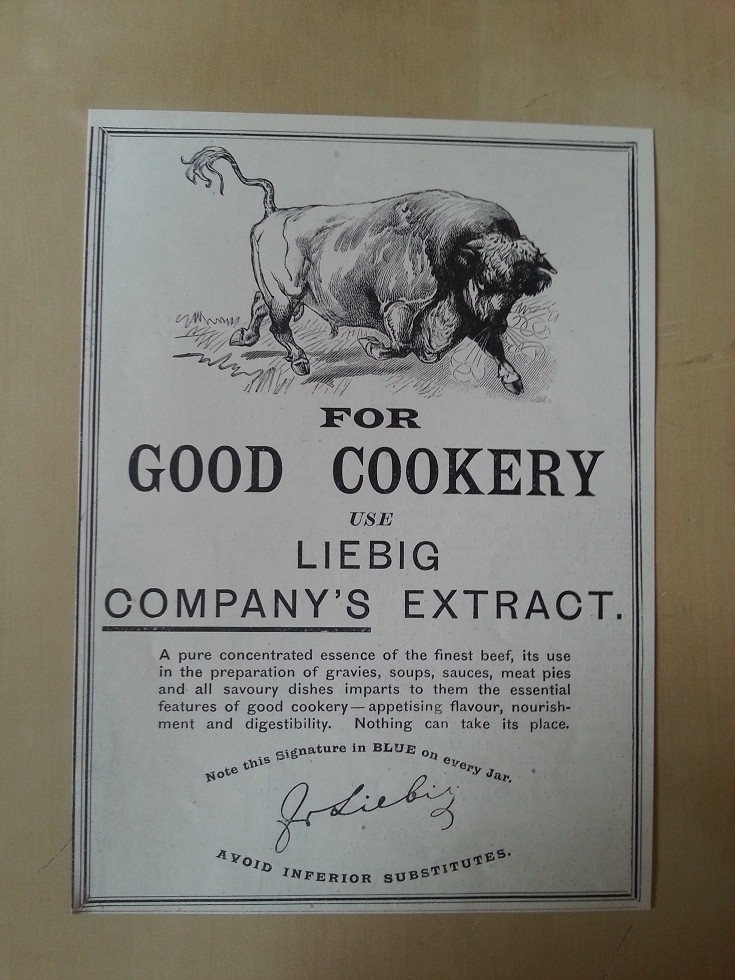 FOR
GOOD COOKERY
USE
LIEBIG
COMPANY'S EXTRACT.
A pure concentrated essence of the finest beef, its use
in the preparation of gravies, soups, sauces, meat pies
and all savoury dishes imparts to them the essential
features of good cookery—appetising flavour, nourish-
ment and digestibility. Nothing can take its place.
Note this Signature in BLUE on every Jar.
Jv Liebig
AVOID INFERIOR SUBSTITUTES.